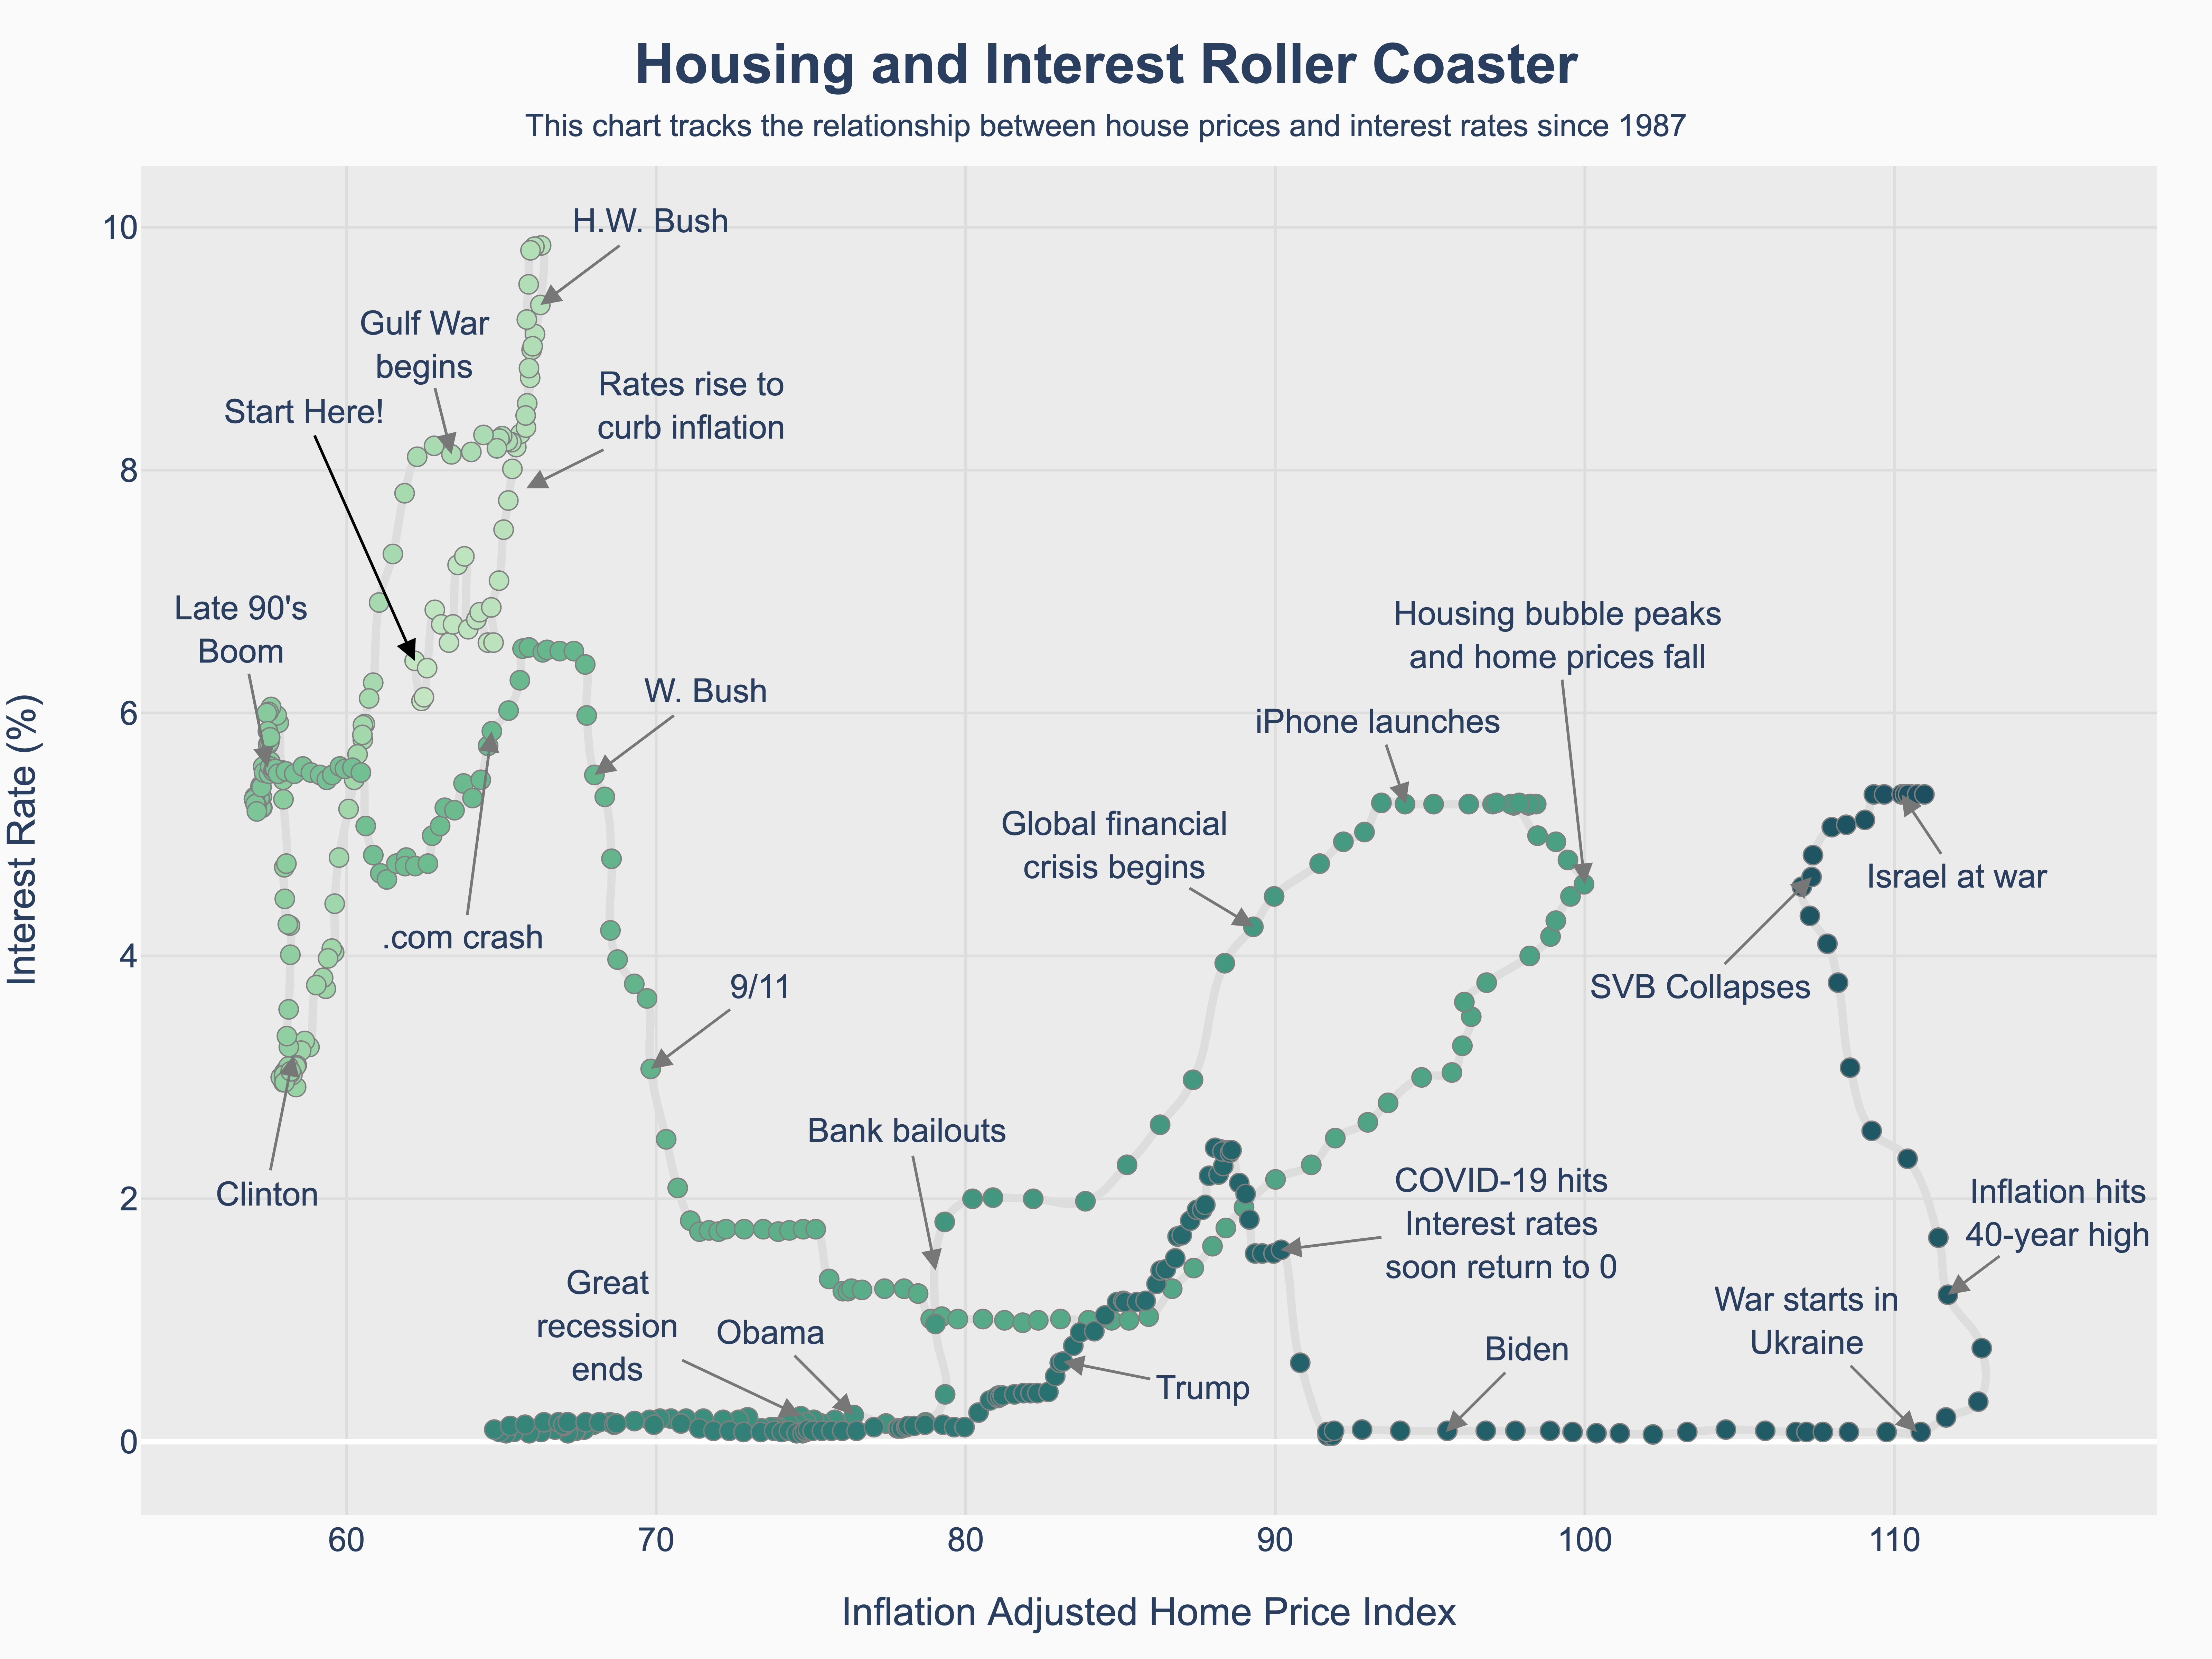 Housing and Interest Roller Coaster
This chart tracks the relationship between house prices and interest rates since 1987
Interest Rate (%)
10
8
6
4
2
0
H.W. Bush
Gulf War
begins
Rates rise to
curb inflation
Start Here!
Late 90's
Boom
Housing bubble peaks
and home prices fall
W. Bush
iPhone launches
Global financial
crisis begins
Israel at war
.com crash
9/11
SVB Collapses
Bank bailouts
Clinton
COVID-19 hits
Interest rates
soon return to 0
Inflation hits
40-year high
Great
recession
ends
Obama
War starts in
Ukraine
Biden
Trump
60
70
80
90
100
110
Inflation Adjusted Home Price Index